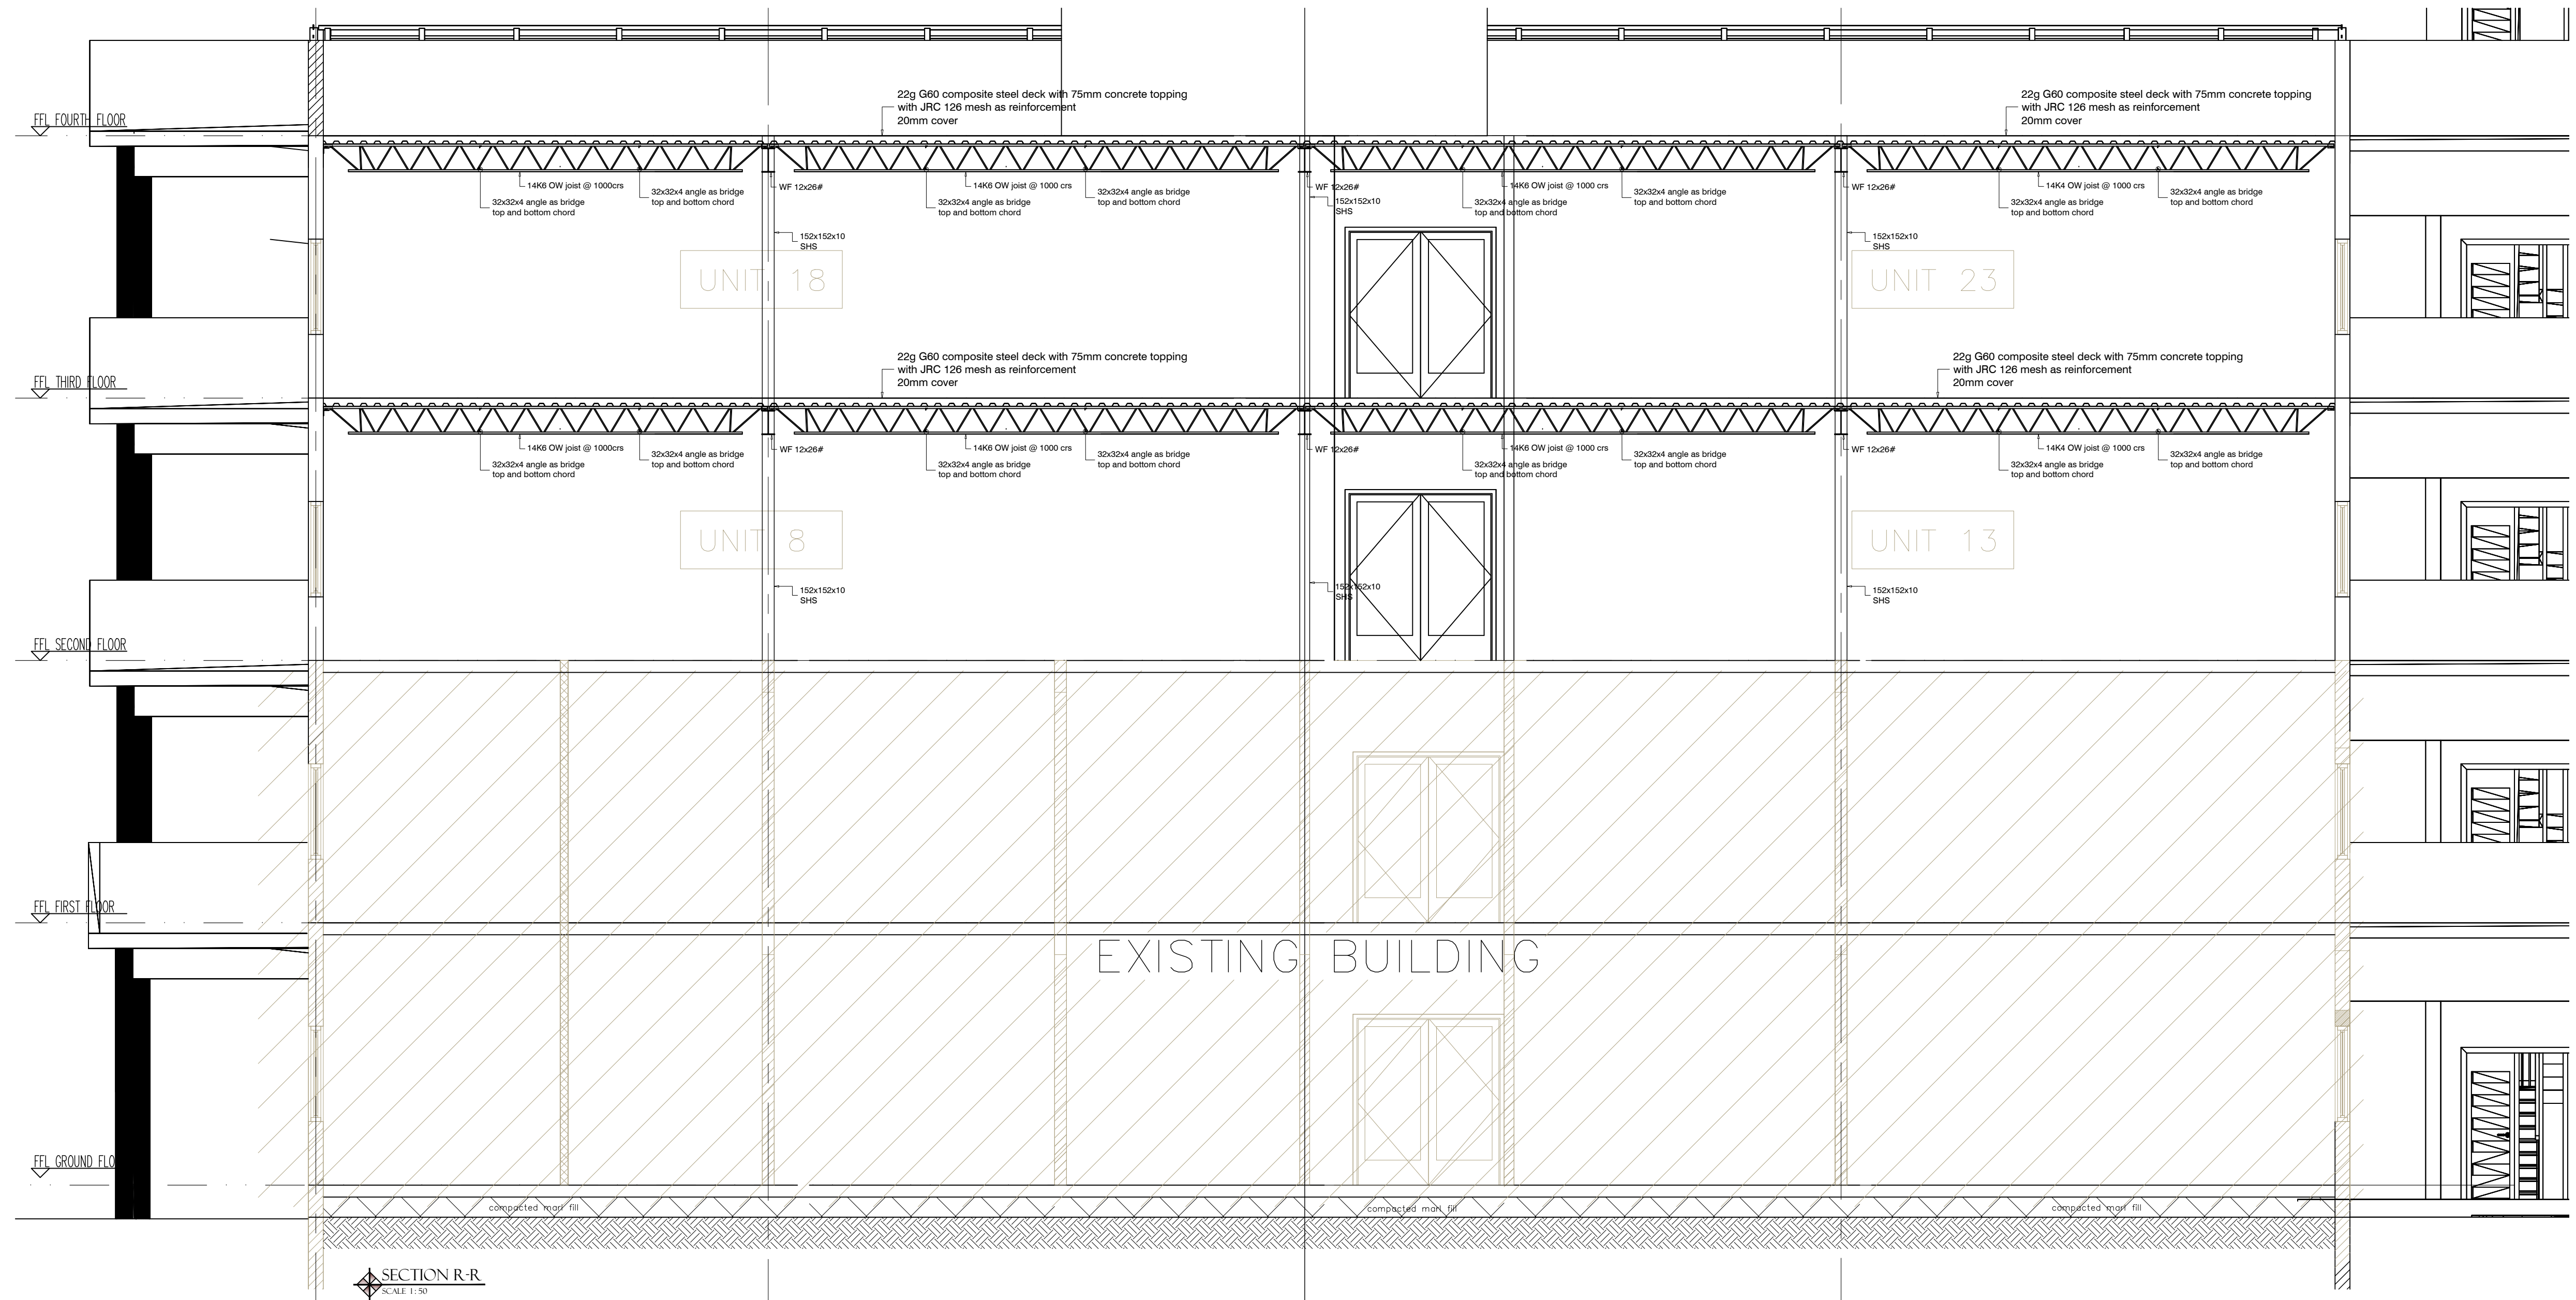 22g G60 composite steel deck with 75mm concrete topping
with JRC 126 mesh as reinforcement
20mm cover
22g G60 composite steel deck with 75mm concrete topping
with JRC 126 mesh as reinforcement
20mm cover
FFL FOURTH FLOOR
14K6 OW joist @ 1000crs
32x32x4 angle as bridge
top and bottom chord
32x32x4 angle as bridge
top and bottom chord
WF 12x26#
14K6 OW joist @ 1000 crs
32x32x4 angle as bridge
top and bottom chord
32x32x4 angle as bridge
top and bottom chord
WF 12x26#
152x152x10
SHS
14K6 OW joist @ 1000 crs
32x32x4 angle as bridge
top and bottom chord
32x32x4 angle as bridge
top and bottom chord
WF 12x26#
14K4 OW joist @ 1000 crs
32x32x4 angle as bridge
top and bottom chord
32x32x4 angle as bridge
top and bottom chord
152x152x10
SHS
152x152x10
SHS
UNIT 18
UNIT 23
22g G60 composite steel deck with 75mm concrete topping
with JRC 126 mesh as reinforcement
20mm cover
22g G60 composite steel deck with 75mm concrete topping
with JRC 126 mesh as reinforcement
20mm cover
FFL THIRD FLOOR
14K6 OW joist @ 1000crs
32x32x4 angle as bridge
top and bottom chord
32x32x4 angle as bridge
top and bottom chord
WF 12x26#
14K6 OW joist @ 1000 crs
32x32x4 angle as bridge
top and bottom chord
32x32x4 angle as bridge
top and bottom chord
WF 12x26#
14K6 OW joist @ 1000 crs
32x32x4 angle as bridge
top and bottom chord
32x32x4 angle as bridge
top and bottom chord
WF 12x26#
14K4 OW joist @ 1000 crs
32x32x4 angle as bridge
top and bottom chord
32x32x4 angle as bridge
top and bottom chord
UNIT 8
UNIT 13
152x152x10
SHS
152x152x10
SHS
152x152x10
SHS
FFL SECOND FLOOR
FFL FIRST FLOOR
EXISTING BUILDING
FFL GROUND FLO
compacted marl fill
compacted marl fill
compacted marl fill
SECTION R-R
SCALE 1:50